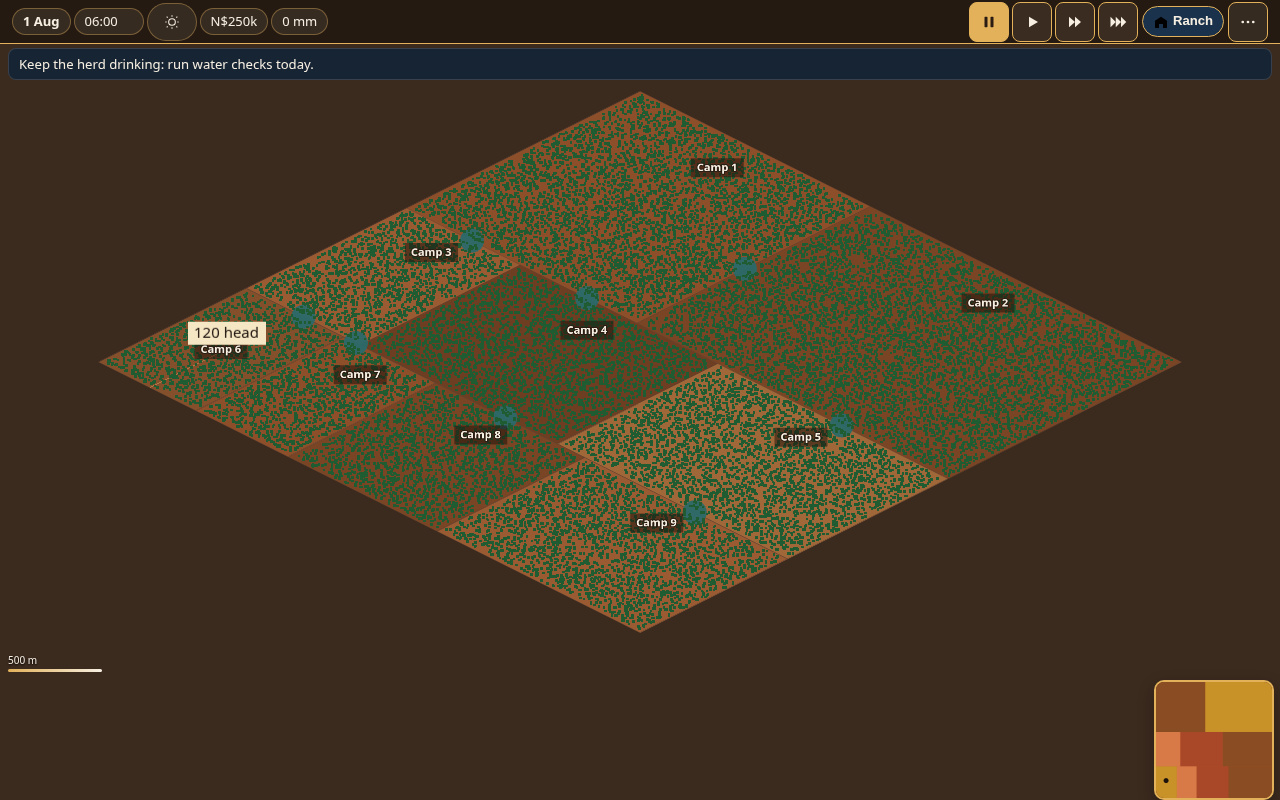 1 Aug 06:00 N$250k 0 mm Ranch ...
Keep the herd drinking: run water checks today.
Camp 1
Camp 3
Camp 2
Camp 4
120 head
Camp 6
Camp 7
Camp 8
Camp 5
Camp 9
500 m